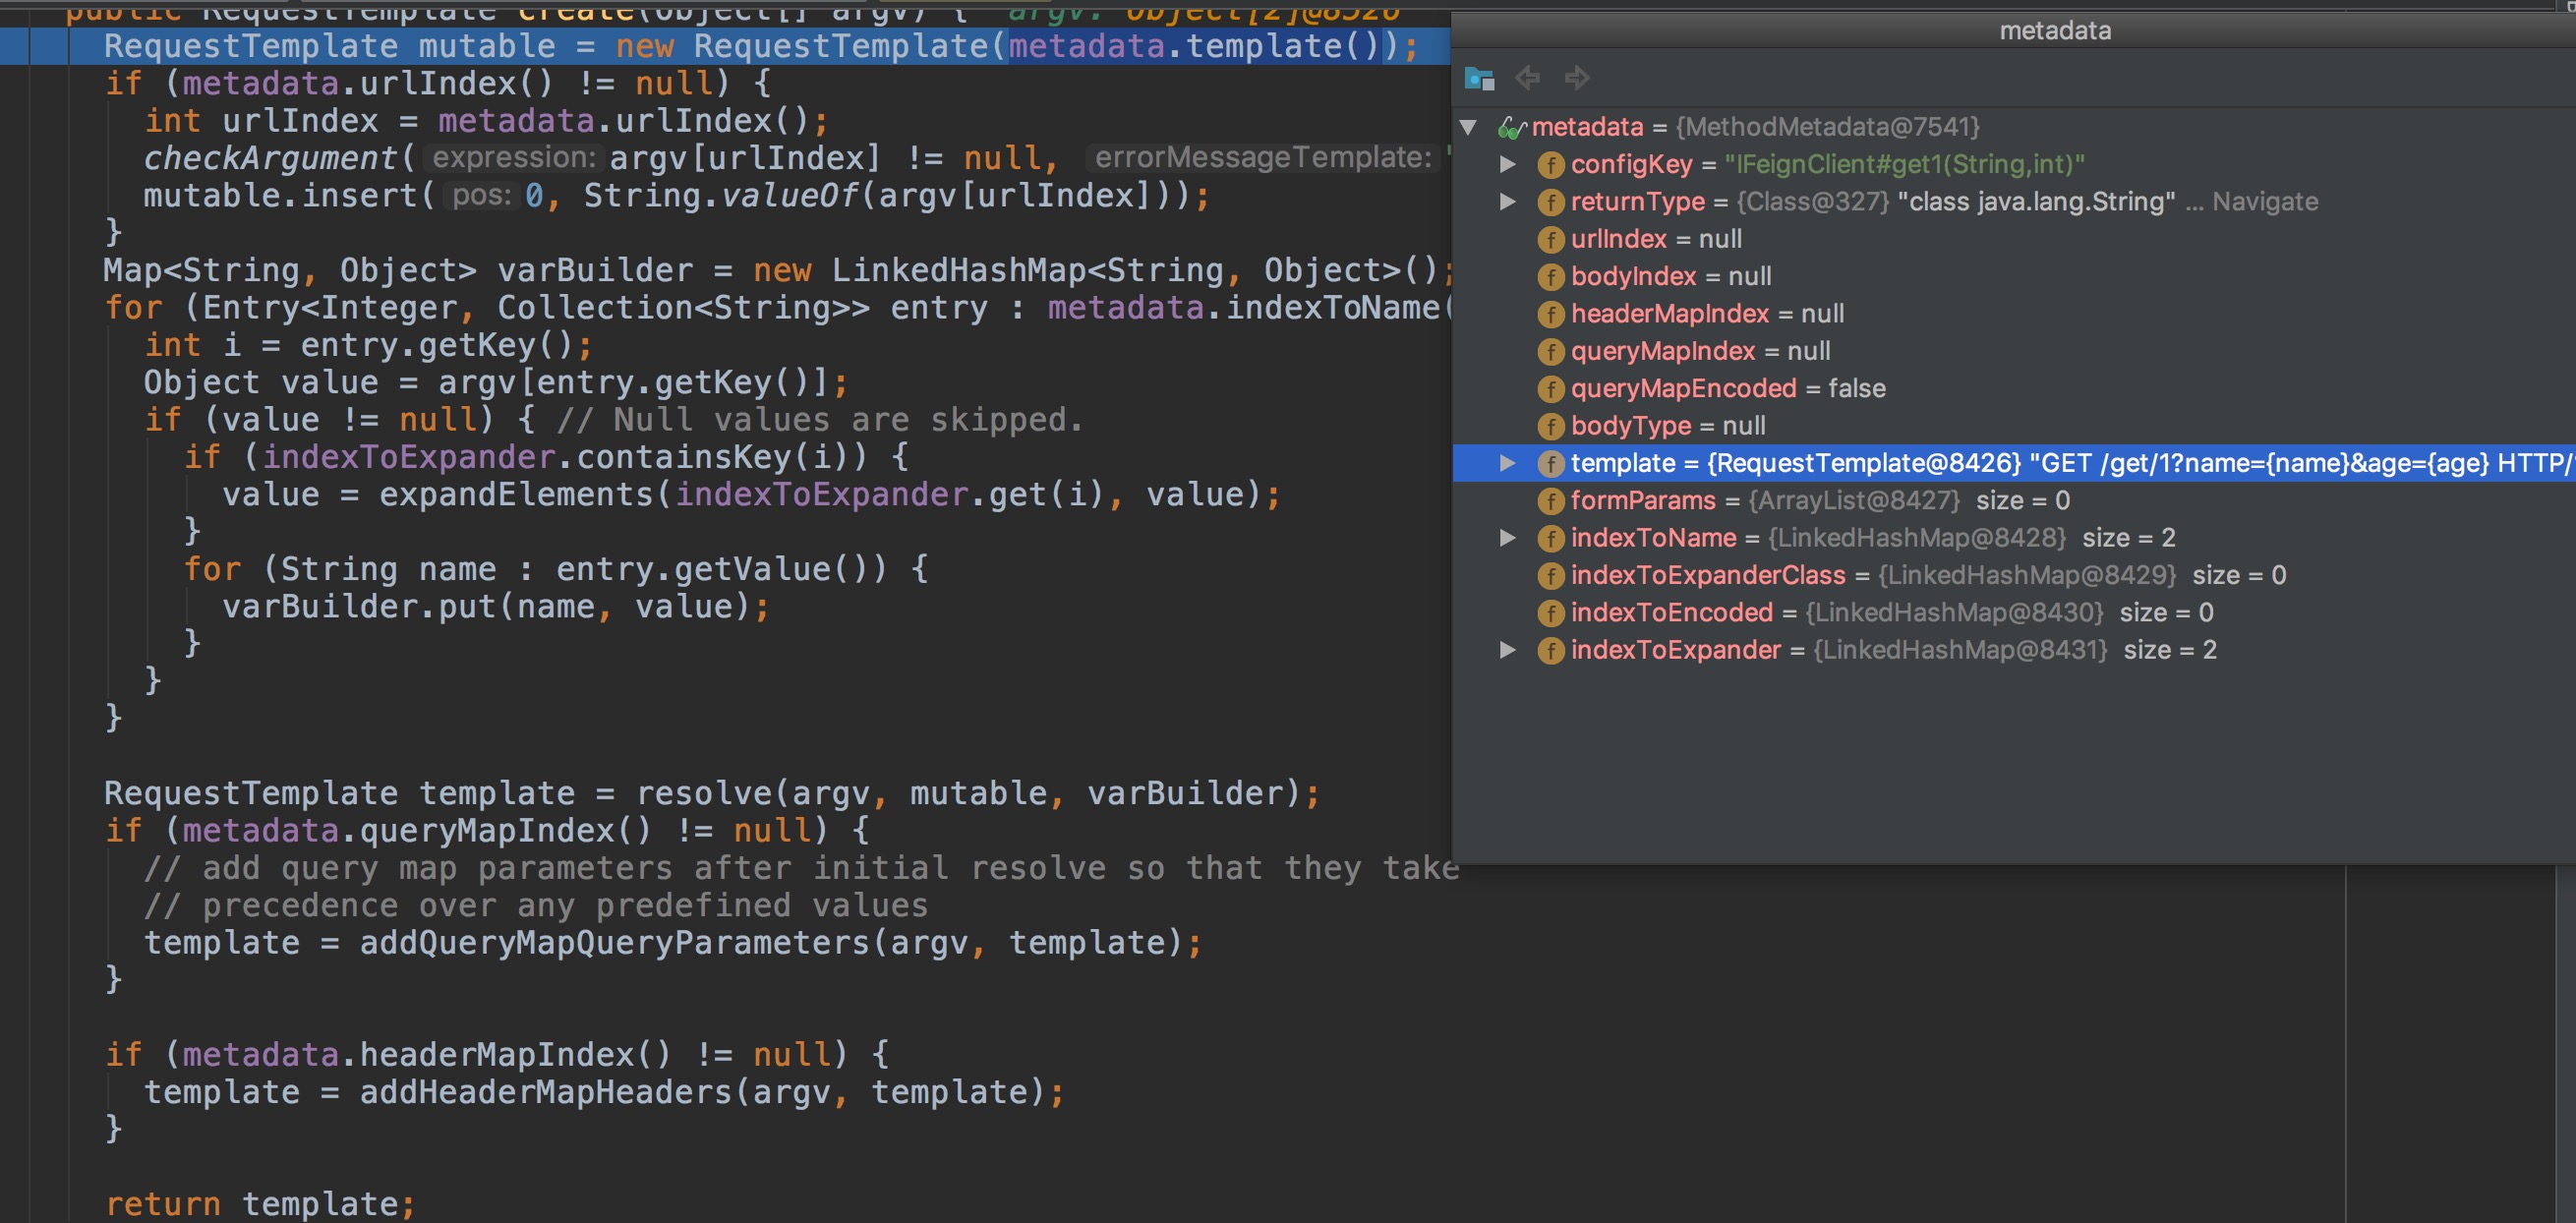 public RequestTemplate create(Object[] argv) {  argv: Object[2]@8526
RequestTemplate mutable = new RequestTemplate(metadata.template());
if (metadata.urlIndex() != null) {
int urlIndex = metadata.urlIndex();
checkArgument( expression: argv[urlIndex] != null, errorMessageTemplate: "
mutable.insert( pos: 0, String.valueOf(argv[urlIndex]));
}
Map<String, Object> varBuilder = new LinkedHashMap<String, Object>();
for (Entry<Integer, Collection<String>> entry : metadata.indexToName(
int i = entry.getKey();
Object value = argv[entry.getKey()];
if (value != null) { // Null values are skipped.
if (indexToExpander.containsKey(i)) {
value = expandElements(indexToExpander.get(i), value);
}
for (String name : entry.getValue()) {
varBuilder.put(name, value);
}
}
}
RequestTemplate template = resolve(argv, mutable, varBuilder);
if (metadata.queryMapIndex() != null) {
// add query map parameters after initial resolve so that they take
// precedence over any predefined values
template = addQueryMapQueryParameters(argv, template);
}
if (metadata.headerMapIndex() != null) {
template = addHeaderMapHeaders(argv, template);
}
return template;
metadata
metadata = {MethodMetadata@7541}
f configKey = "IFeignClient#get1(String,int)"
f returnType = {Class@327} "class java.lang.String" ... Navigate
f urlIndex = null
f bodyIndex = null
f headerMapIndex = null
f queryMapIndex = null
f queryMapEncoded = false
f bodyType = null
f template = {RequestTemplate@8426} "GET /get/1?name={name}&age={age} HTTP/
f formParams = {ArrayList@8427} size = 0
f indexToName = {LinkedHashMap@8428} size = 2
f indexToExpanderClass = {LinkedHashMap@8429} size = 0
f indexToEncoded = {LinkedHashMap@8430} size = 0
f indexToExpander = {LinkedHashMap@8431} size = 2